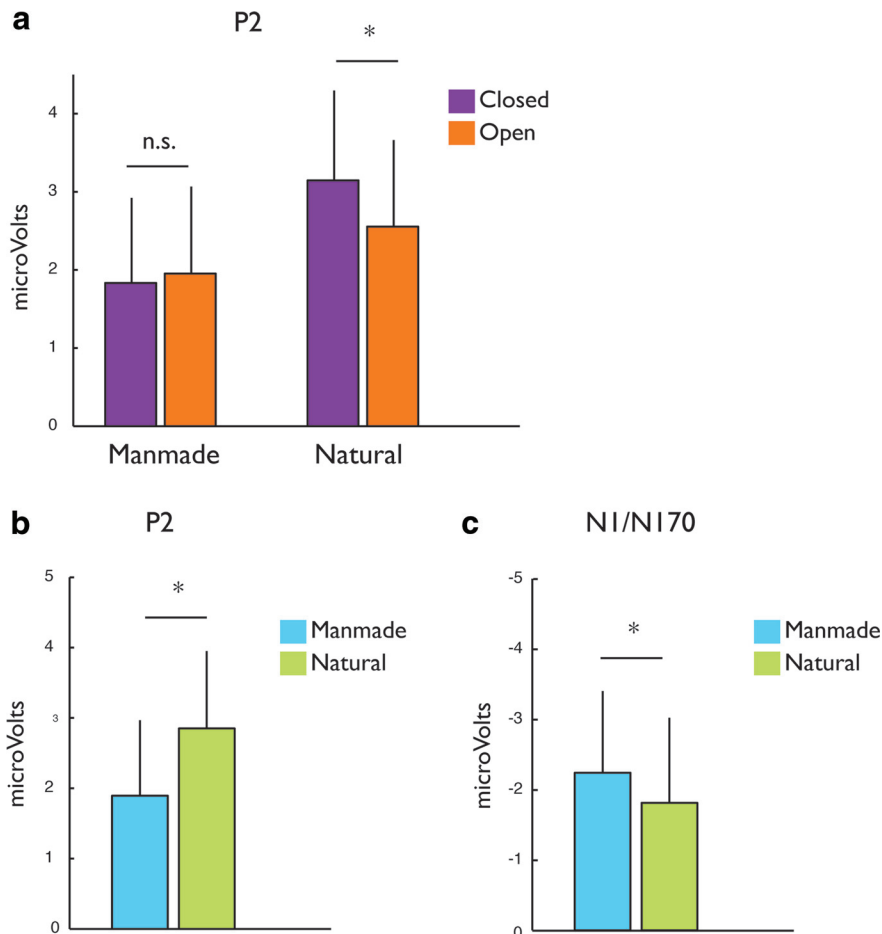 a
P2
*
Closed
Open
n.s.
4
3
2
1
0
microVolts
Manmade
Natural
b
P2
*
Manmade
Natural
5
4
3
2
1
0
microVolts
c
N1/N170
*
Manmade
Natural
-5
-4
-3
-2
-1
0
microVolts